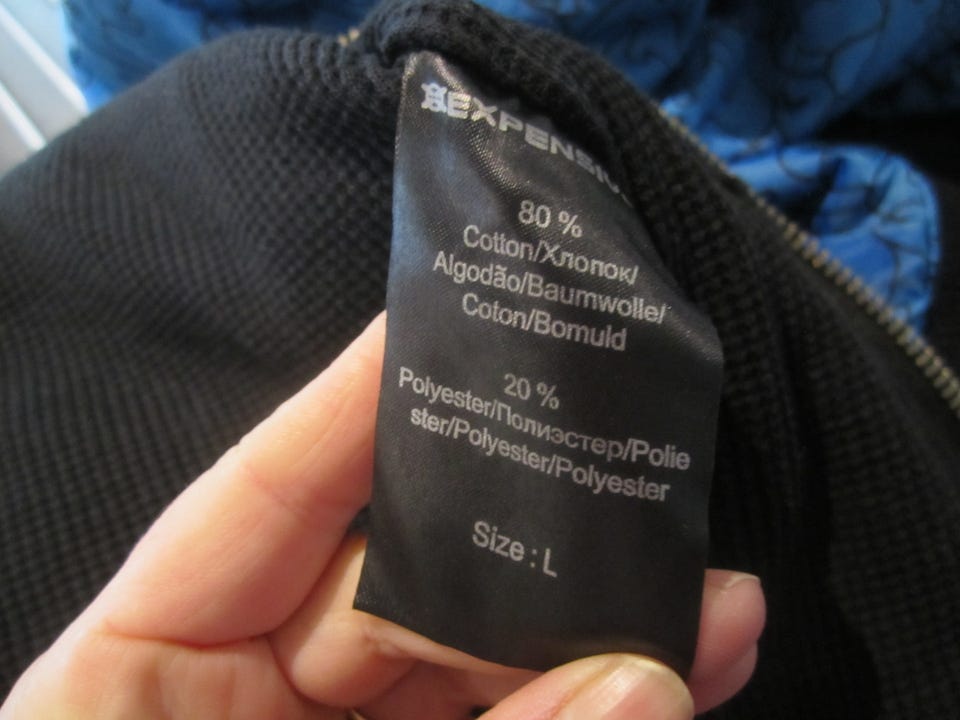 80 %
Cotton/Хлопок/
Algodão/Baumwolle/
Coton/Bomuld
20 %
Polyester/Полиэстер/Polie
ster/Polyester/Polyester
Size : L